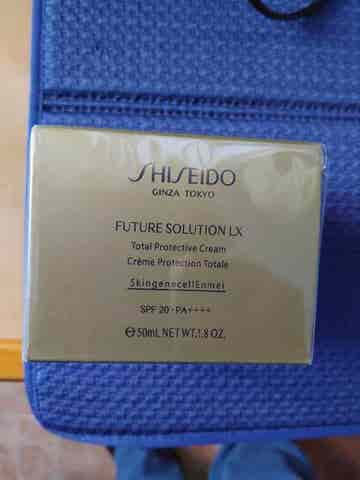 SHISEIDO
GINZA TOKYO
FUTURE SOLUTION LX
Total Protective Cream
Crème Protection Totale
SkingenecellEnmei
SPF 20 · PA++++
℮50mL NET WT.1.8 OZ.